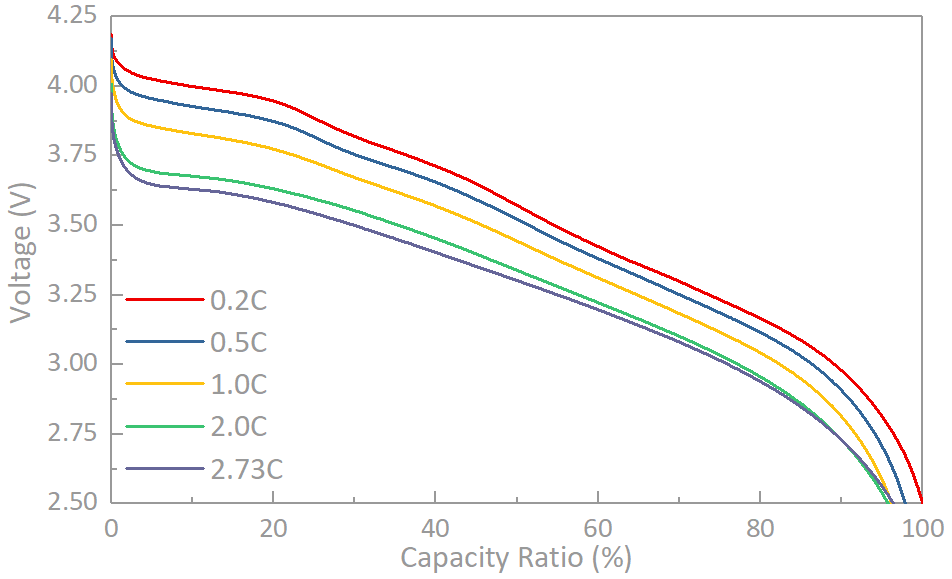 4.25
4.00
3.75
3.50
3.25
3.00
2.75
2.50
Voltage (V)
0.2C
0.5C
1.0C
2.0C
2.73C
0 20 40 60 80 100
Capacity Ratio (%)